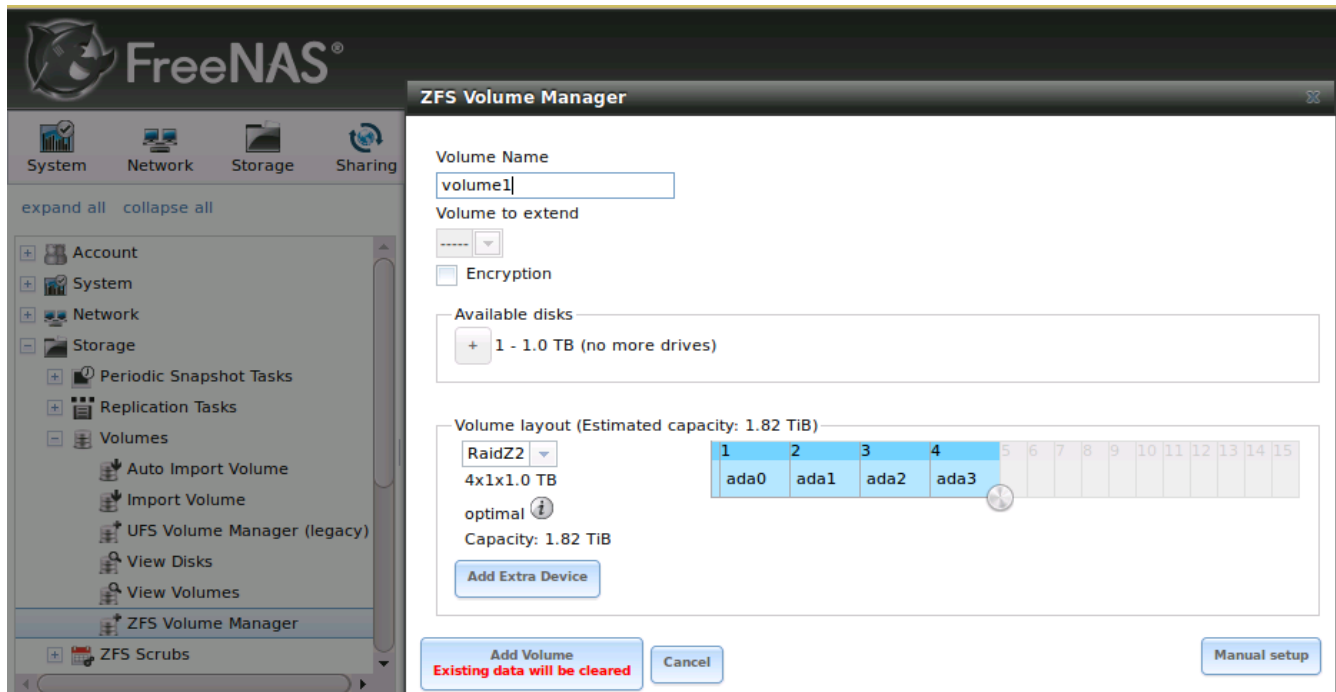 FreeNAS®
System Network Storage Sharing
expand all collapse all
Account
System
Network
Storage
Periodic Snapshot Tasks
Replication Tasks
Volumes
Auto Import Volume
Import Volume
UFS Volume Manager (legacy)
View Disks
View Volumes
ZFS Volume Manager
ZFS Scrubs
ZFS Volume Manager
Volume Name
volume1
Volume to extend
-----
Encryption
Available disks
+ 1 - 1.0 TB (no more drives)
Volume layout (Estimated capacity: 1.82 TiB)
RaidZ2
4x1x1.0 TB
optimal
Capacity: 1.82 TiB
1 2 3 4 5 6 7 8 9 10 11 12 13 14 15
ada0 ada1 ada2 ada3
Add Extra Device
Add Volume
Existing data will be cleared
Cancel
Manual setup